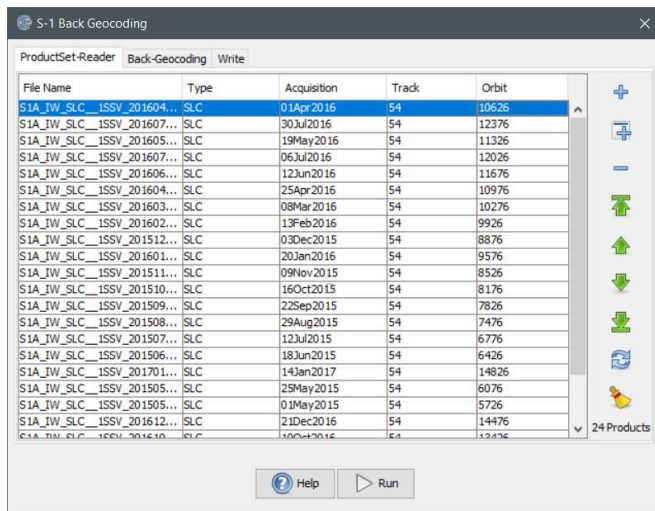 S-1 Back Geocoding
ProductSet-Reader Back-Geocoding Write
File Name Type Acquisition Track Orbit
S1A_IW_SLC__1SSV_201604... SLC 01Apr2016 54 10626
S1A_IW_SLC__1SSV_201607... SLC 30Jul2016 54 12376
S1A_IW_SLC__1SSV_201605... SLC 19May2016 54 11326
S1A_IW_SLC__1SSV_201607... SLC 06Jul2016 54 12026
S1A_IW_SLC__1SSV_201606... SLC 12Jun2016 54 11676
S1A_IW_SLC__1SSV_201604... SLC 25Apr2016 54 10976
S1A_IW_SLC__1SSV_201603... SLC 08Mar2016 54 10276
S1A_IW_SLC__1SSV_201602... SLC 13Feb2016 54 9926
S1A_IW_SLC__1SSV_201512... SLC 03Dec2015 54 8876
S1A_IW_SLC__1SSV_201601... SLC 20Jan2016 54 9576
S1A_IW_SLC__1SSV_201511... SLC 09Nov2015 54 8526
S1A_IW_SLC__1SSV_201510... SLC 16Oct2015 54 8176
S1A_IW_SLC__1SSV_201509... SLC 22Sep2015 54 7826
S1A_IW_SLC__1SSV_201508... SLC 29Aug2015 54 7476
S1A_IW_SLC__1SSV_201507... SLC 12Jul2015 54 6776
S1A_IW_SLC__1SSV_201506... SLC 18Jun2015 54 6426
S1A_IW_SLC__1SSV_201701... SLC 14Jan2017 54 14826
S1A_IW_SLC__1SSV_201505... SLC 25May2015 54 6076
S1A_IW_SLC__1SSV_201505... SLC 01May2015 54 5726
S1A_IW_SLC__1SSV_201612... SLC 21Dec2016 54 14476
S1A_IW_SLC__1SSV_201610... SLC 54 13426
24 Products
Help Run